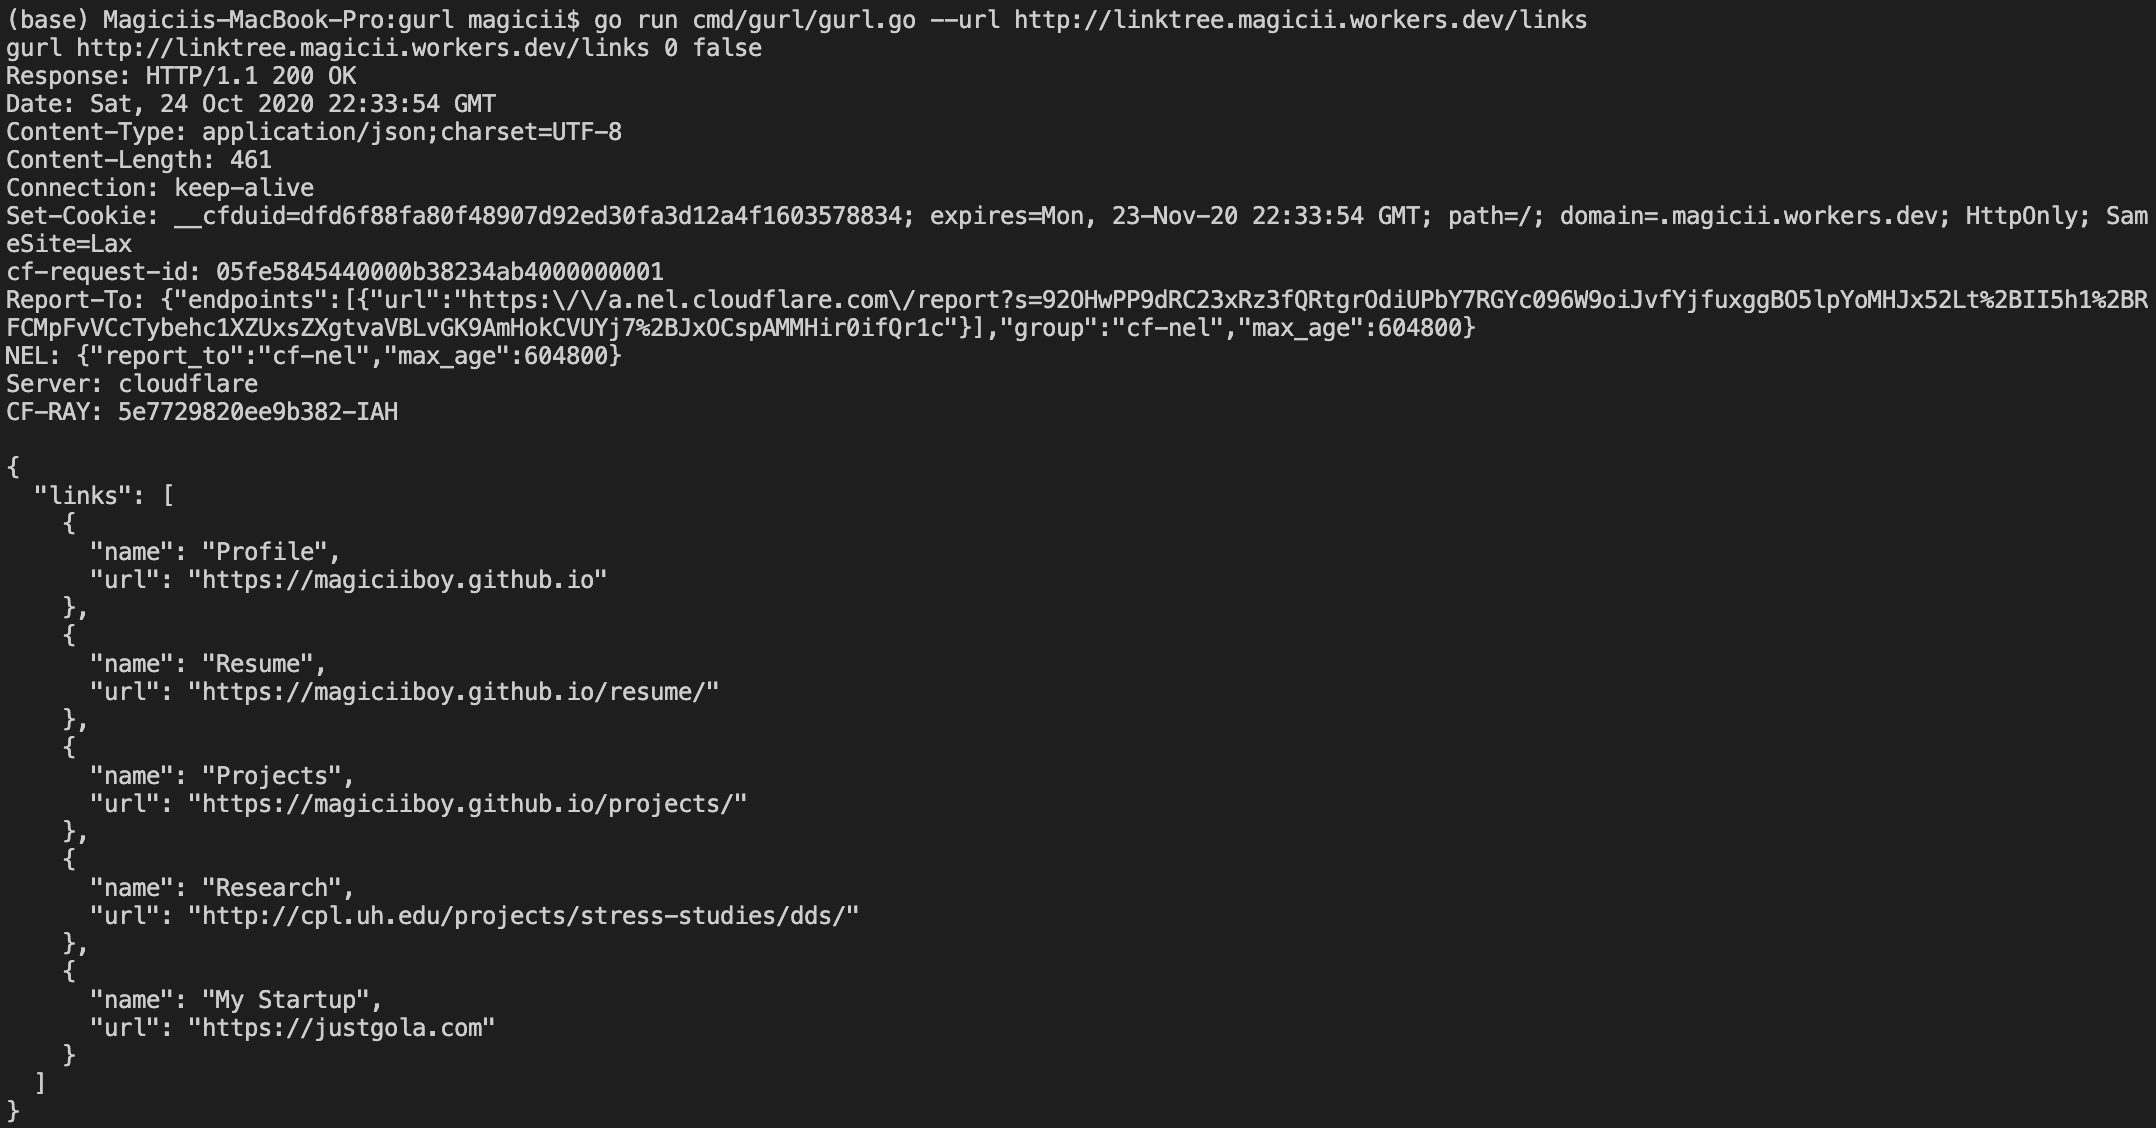 (base) Magiciis-MacBook-Pro:gurl magicii$ go run cmd/gurl/gurl.go --url http://linktree.magicii.workers.dev/links
gurl http://linktree.magicii.workers.dev/links 0 false
Response: HTTP/1.1 200 OK
Date: Sat, 24 Oct 2020 22:33:54 GMT
Content-Type: application/json;charset=UTF-8
Content-Length: 461
Connection: keep-alive
Set-Cookie: __cfduid=dfd6f88fa80f48907d92ed30fa3d12a4f1603578834; expires=Mon, 23-Nov-20 22:33:54 GMT; path=/; domain=.magicii.workers.dev; HttpOnly; Sam
eSite=Lax
cf-request-id: 05fe5845440000b38234ab4000000001
Report-To: {"endpoints":[{"url":"https:\/\/a.nel.cloudflare.com\/report?s=92OHwPP9dRC23xRz3fQRtgrOdiUPbY7RGYc096W9oiJvfYjfuxggBO5lpYoMHJx52Lt%2BII5h1%2BR
FCMpFvVCcTybehc1XZUxsZXgtvaVBLvGK9AmHokCVUYj7%2BJxOCspAMMHir0ifQr1c"}],"group":"cf-nel","max_age":604800}
NEL: {"report_to":"cf-nel","max_age":604800}
Server: cloudflare
CF-RAY: 5e7729820ee9b382-IAH

{
  "links": [
    {
      "name": "Profile",
      "url": "https://magiciiboy.github.io"
    },
    {
      "name": "Resume",
      "url": "https://magiciiboy.github.io/resume/"
    },
    {
      "name": "Projects",
      "url": "https://magiciiboy.github.io/projects/"
    },
    {
      "name": "Research",
      "url": "http://cpl.uh.edu/projects/stress-studies/dds/"
    },
    {
      "name": "My Startup",
      "url": "https://justgola.com"
    }
  ]
}